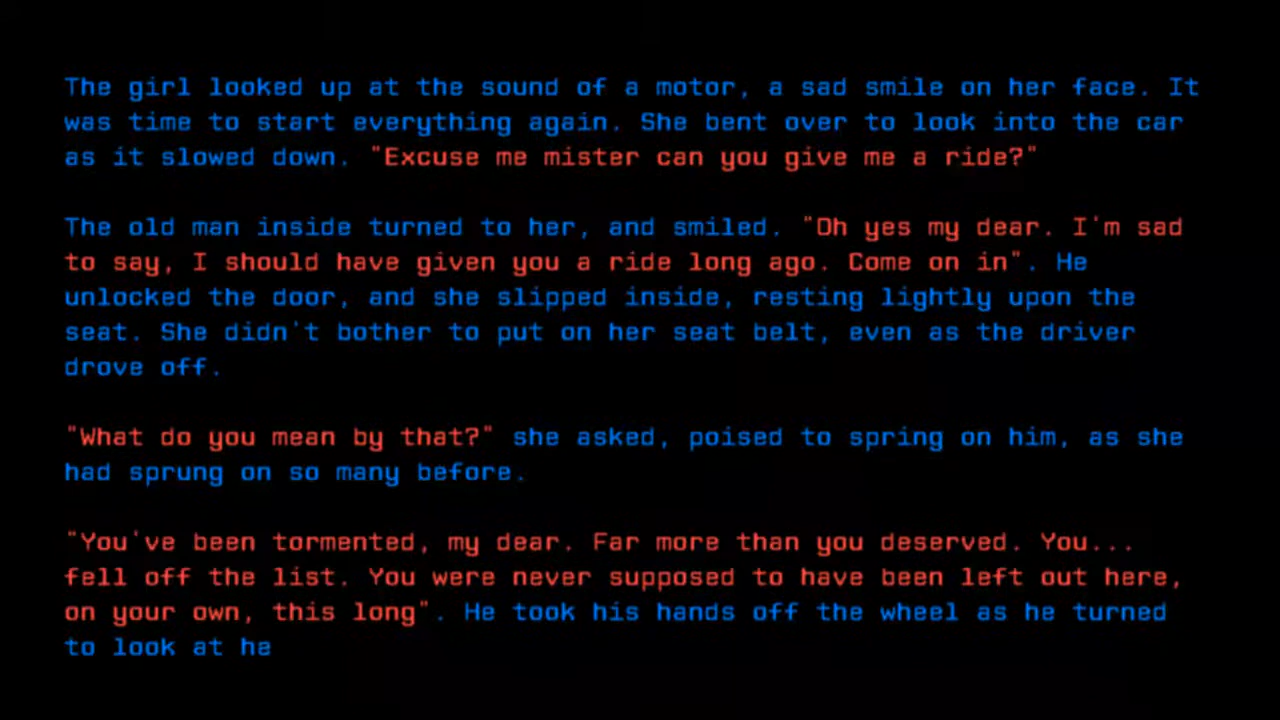 The girl looked up at the sound of a motor, a sad smile on her face. It
was time to start everything again. She bent over to look into the car
as it slowed down. "Excuse me mister can you give me a ride?"
The old man inside turned to her, and smiled. "Oh yes my dear. I'm sad
to say, I should have given you a ride long ago. Come on in". He
unlocked the door, and she slipped inside, resting lightly upon the
seat. She didn't bother to put on her seat belt, even as the driver
drove off.
"What do you mean by that?" she asked, poised to spring on him, as she
had sprung on so many before.
"You've been tormented, my dear. Far more than you deserved. You...
fell off the list. You were never supposed to have been left out here,
on your own, this long". He took his hands off the wheel as he turned
to look at he